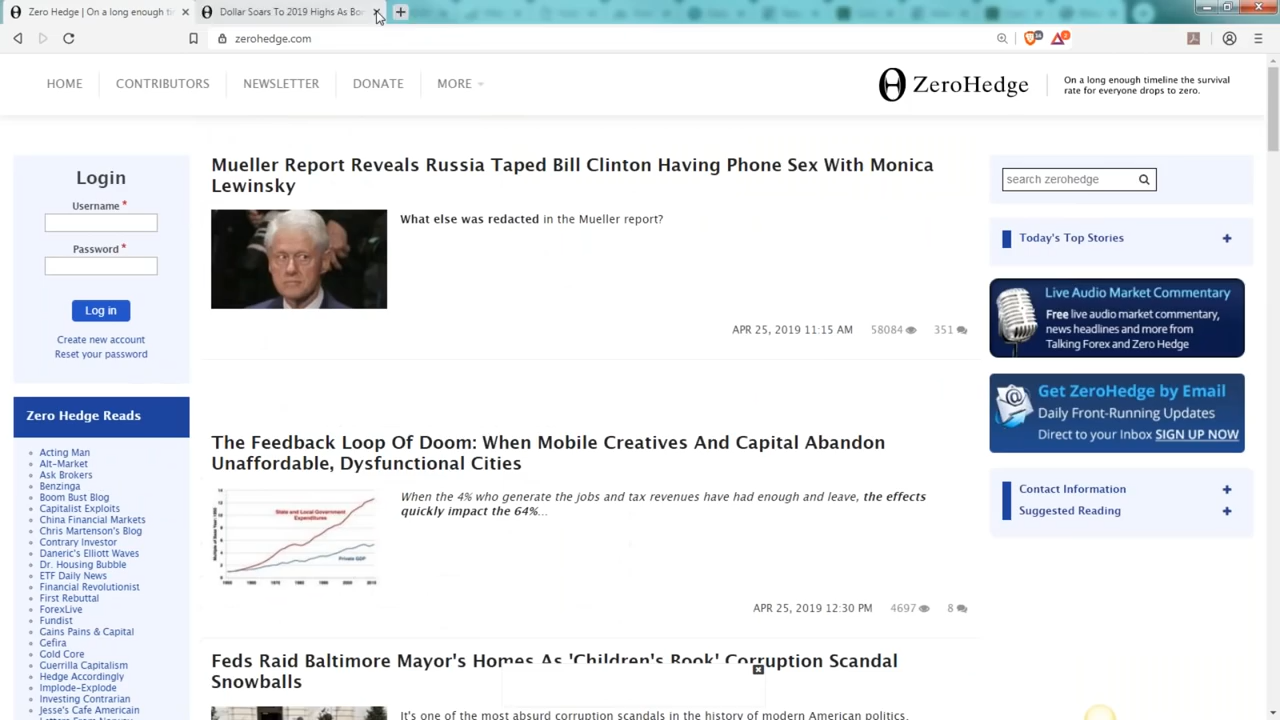 Zero Hedge | On a long enough ti
Dollar Soars To 2019 Highs As Bor
zerohedge.com
HOME
CONTRIBUTORS
NEWSLETTER
DONATE
MORE
ZeroHedge
On a long enough timeline the survival
rate for everyone drops to zero.
Login
Username *
Password *
Log in
Create new account
Reset your password
Zero Hedge Reads
Acting Man
Alt-Market
Ask Brokers
Benzinga
Boom Bust Blog
Capitalist Exploits
China Financial Markets
Chris Martenson's Blog
Contrary Investor
Daneric's Elliott Waves
Dr. Housing Bubble
ETF Daily News
Financial Revolutionist
First Rebuttal
ForexLive
Fundist
Gains Pains & Capital
Gefira
Gold Core
Guerrilla Capitalism
Hedge Accordingly
Implode-Explode
Investing Contrarian
Jesse's Cafe Americain
Mueller Report Reveals Russia Taped Bill Clinton Having Phone Sex With Monica
Lewinsky
What else was redacted in the Mueller report?
APR 25, 2019 11:15 AM 58084 351
The Feedback Loop Of Doom: When Mobile Creatives And Capital Abandon
Unaffordable, Dysfunctional Cities
State and Local Government
Expenditures
Private GDP
When the 4% who generate the jobs and tax revenues have had enough and leave, the effects
quickly impact the 64%...
APR 25, 2019 12:30 PM 4697 8
Feds Raid Baltimore Mayor's Homes As 'Children's Book' Corruption Scandal
Snowballs
It's one of the most absurd corruption scandals in the history of modern American politics.
search zerohedge
Today's Top Stories
Live Audio Market Commentary
Free live audio market commentary,
news headlines and more from
Talking Forex and Zero Hedge
Get ZeroHedge by Email
Daily Front-Running Updates
Direct to your Inbox SIGN UP NOW
Contact Information
Suggested Reading